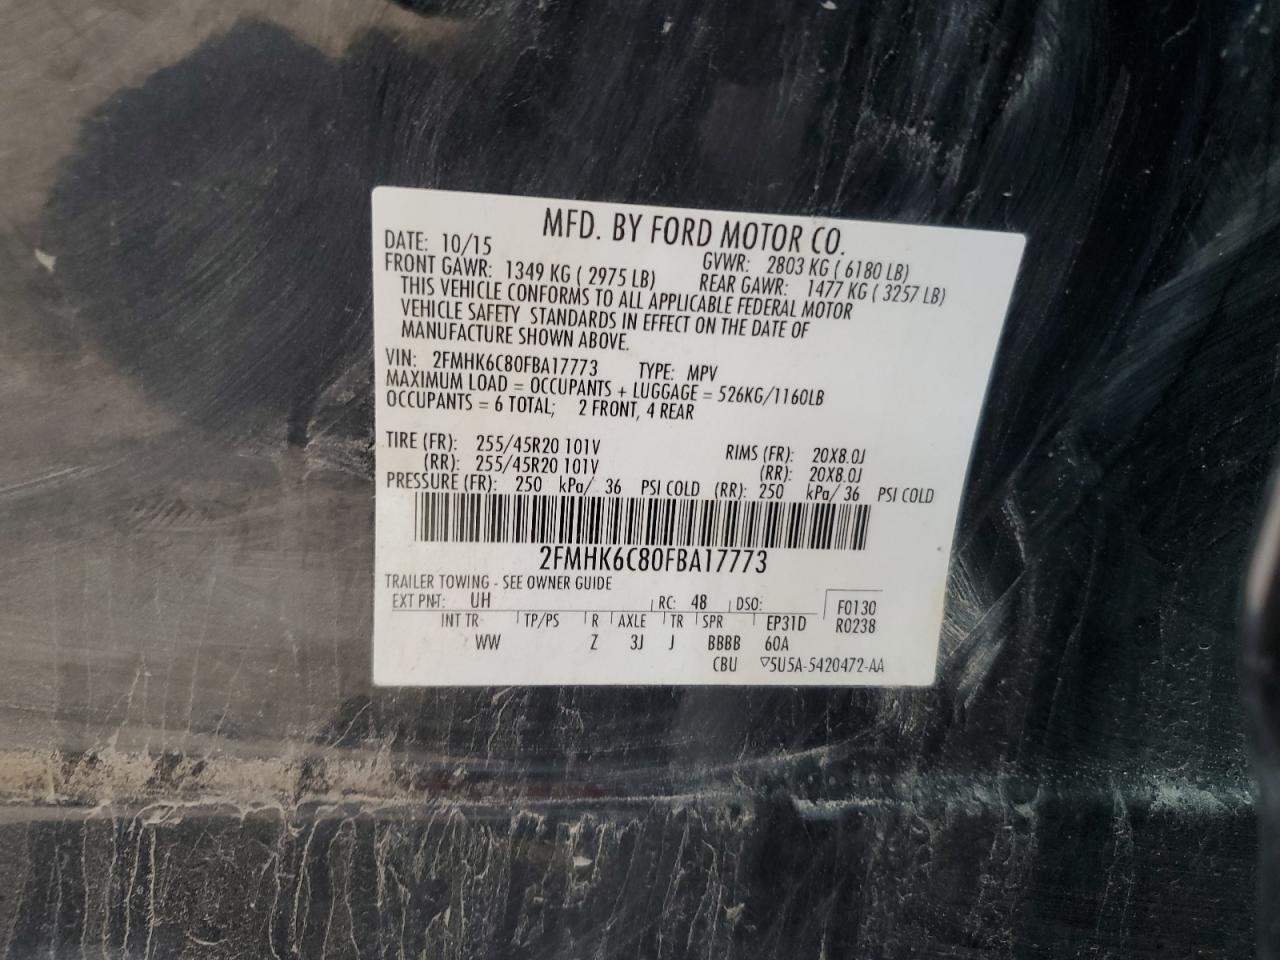 MFD. BY FORD MOTOR CO.
DATE: 10/15 GVWR: 2803 KG ( 6180 LB)
FRONT GAWR: 1349 KG ( 2975 LB) REAR GAWR: 1477 KG ( 3257 LB)
THIS VEHICLE CONFORMS TO ALL APPLICABLE FEDERAL MOTOR
VEHICLE SAFETY STANDARDS IN EFFECT ON THE DATE OF
MANUFACTURE SHOWN ABOVE.
VIN: 2FMHK6C80FBA17773 TYPE: MPV
MAXIMUM LOAD = OCCUPANTS + LUGGAGE = 526KG/1160LB
OCCUPANTS = 6 TOTAL; 2 FRONT, 4 REAR
TIRE (FR): 255/45R20 101V RIMS (FR): 20X8.0J
(RR): 255/45R20 101V (RR): 20X8.0J
PRESSURE (FR): 250 kPa/ 36 PSI COLD (RR): 250 kPa/ 36 PSI COLD
2FMHK6C80FBA17773
TRAILER TOWING - SEE OWNER GUIDE
EXT PNT: UH RC: 48 DSO: F0130
INT TR TP/PS R AXLE TR SPR EP31D R0238
WW Z 3J J BBBB 60A
CBU ▽5U5A-5420472-AA